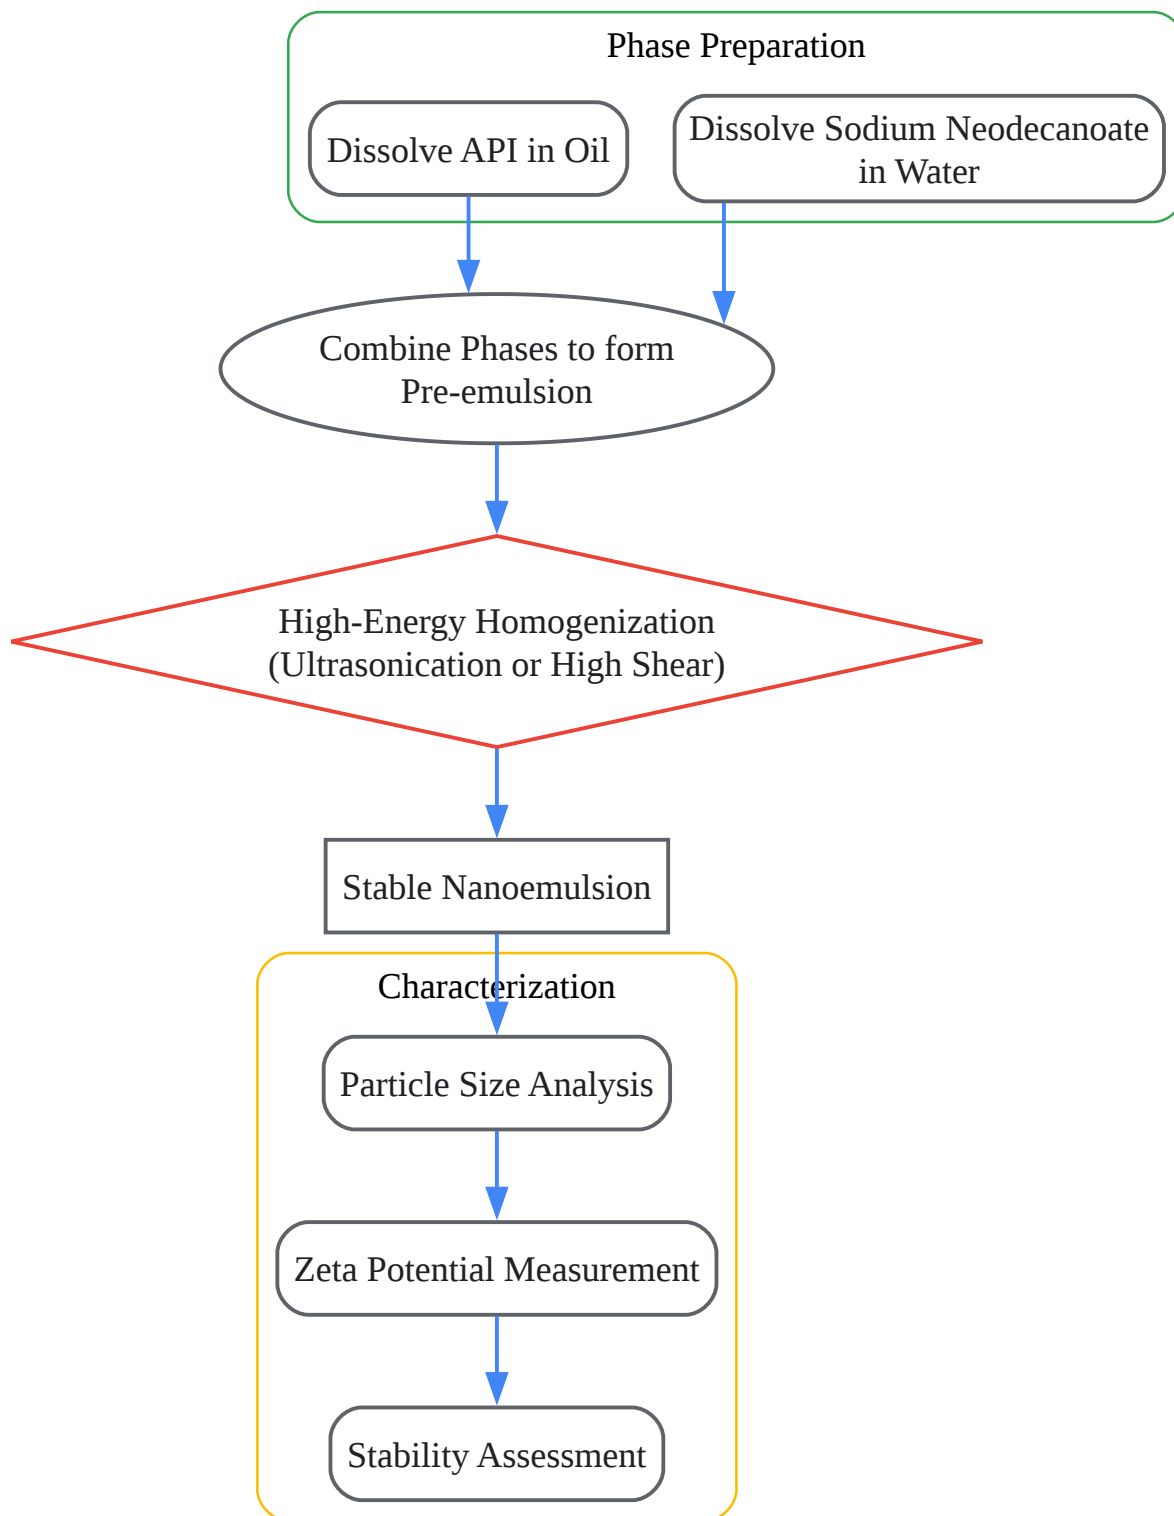 Phase Preparation
Dissolve API in Oil
Dissolve Sodium Neodecanoate
in Water
Combine Phases to form
Pre-emulsion
High-Energy Homogenization
(Ultrasonication or High Shear)
Stable Nanoemulsion
Characterization
Particle Size Analysis
Zeta Potential Measurement
Stability Assessment